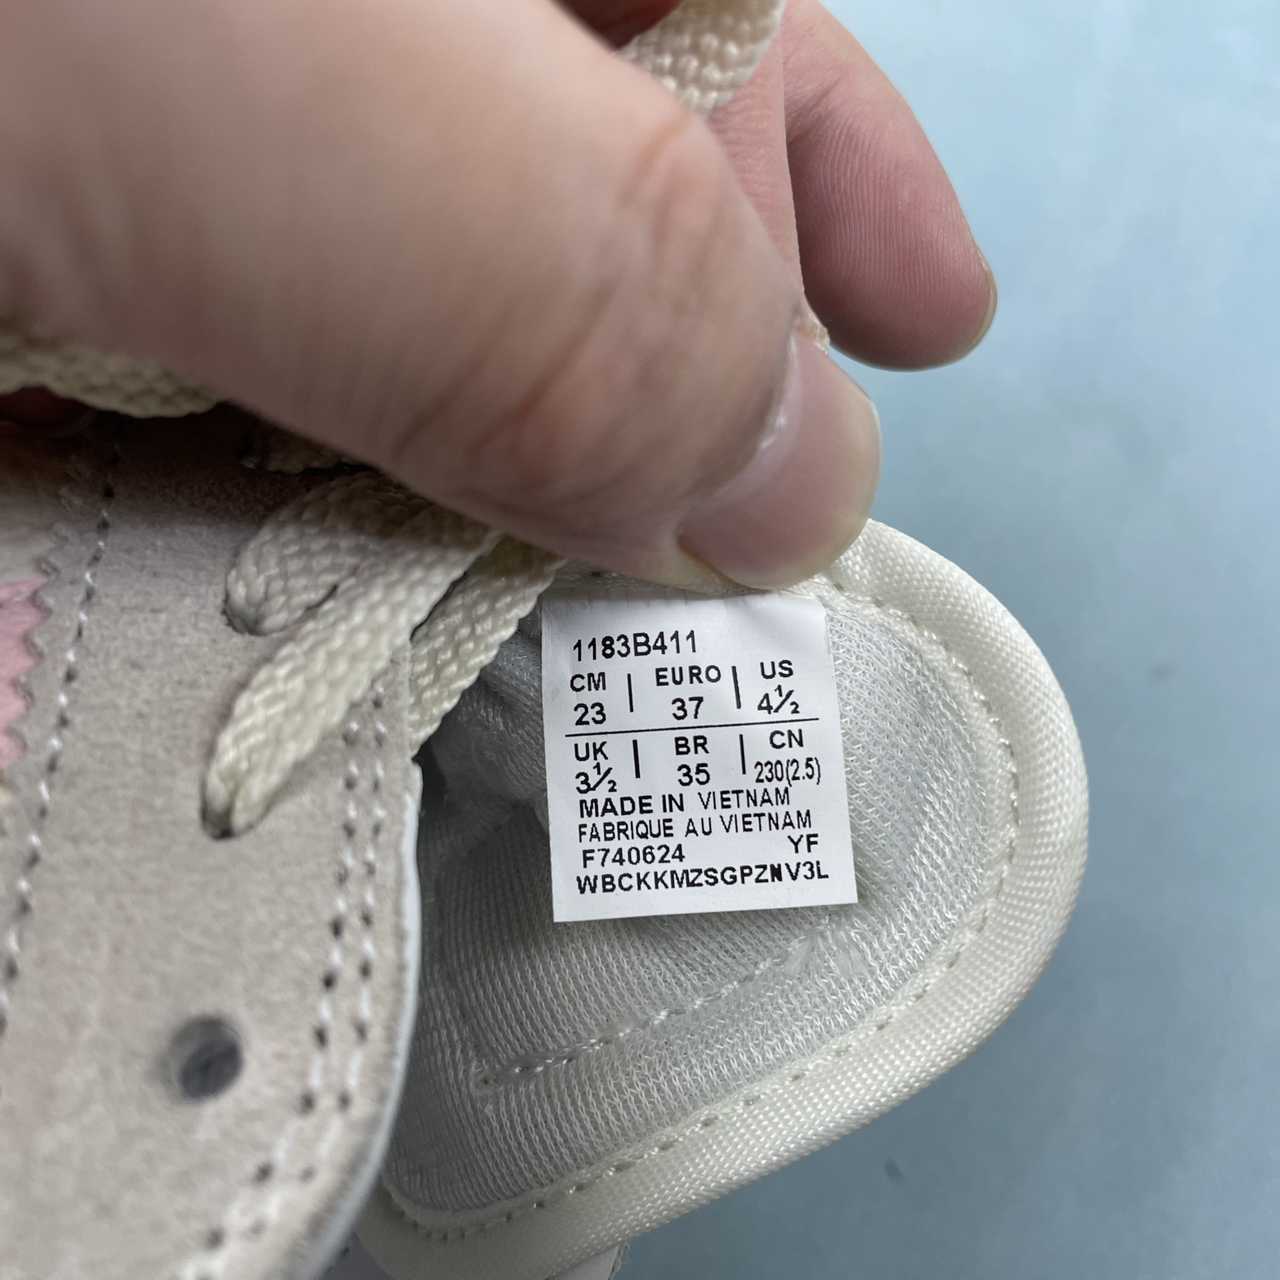 1183B411
CM | EURO | US
23 37 4½
UK | BR | CN
3½ 35 230(2.5)
MADE IN VIETNAM
FABRIQUE AU VIETNAM
F740624 YF
WBCKKMZSGPZNV3L